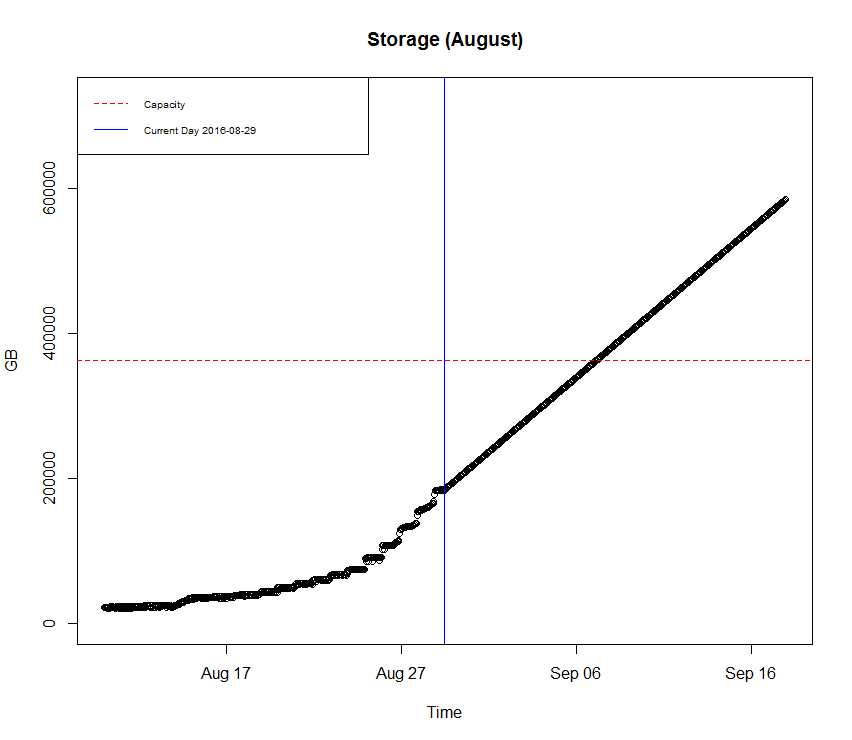 Storage (August)
Capacity
Current Day 2016-08-29
600000
400000
200000
0
GB
Aug 17
Aug 27
Sep 06
Sep 16
Time